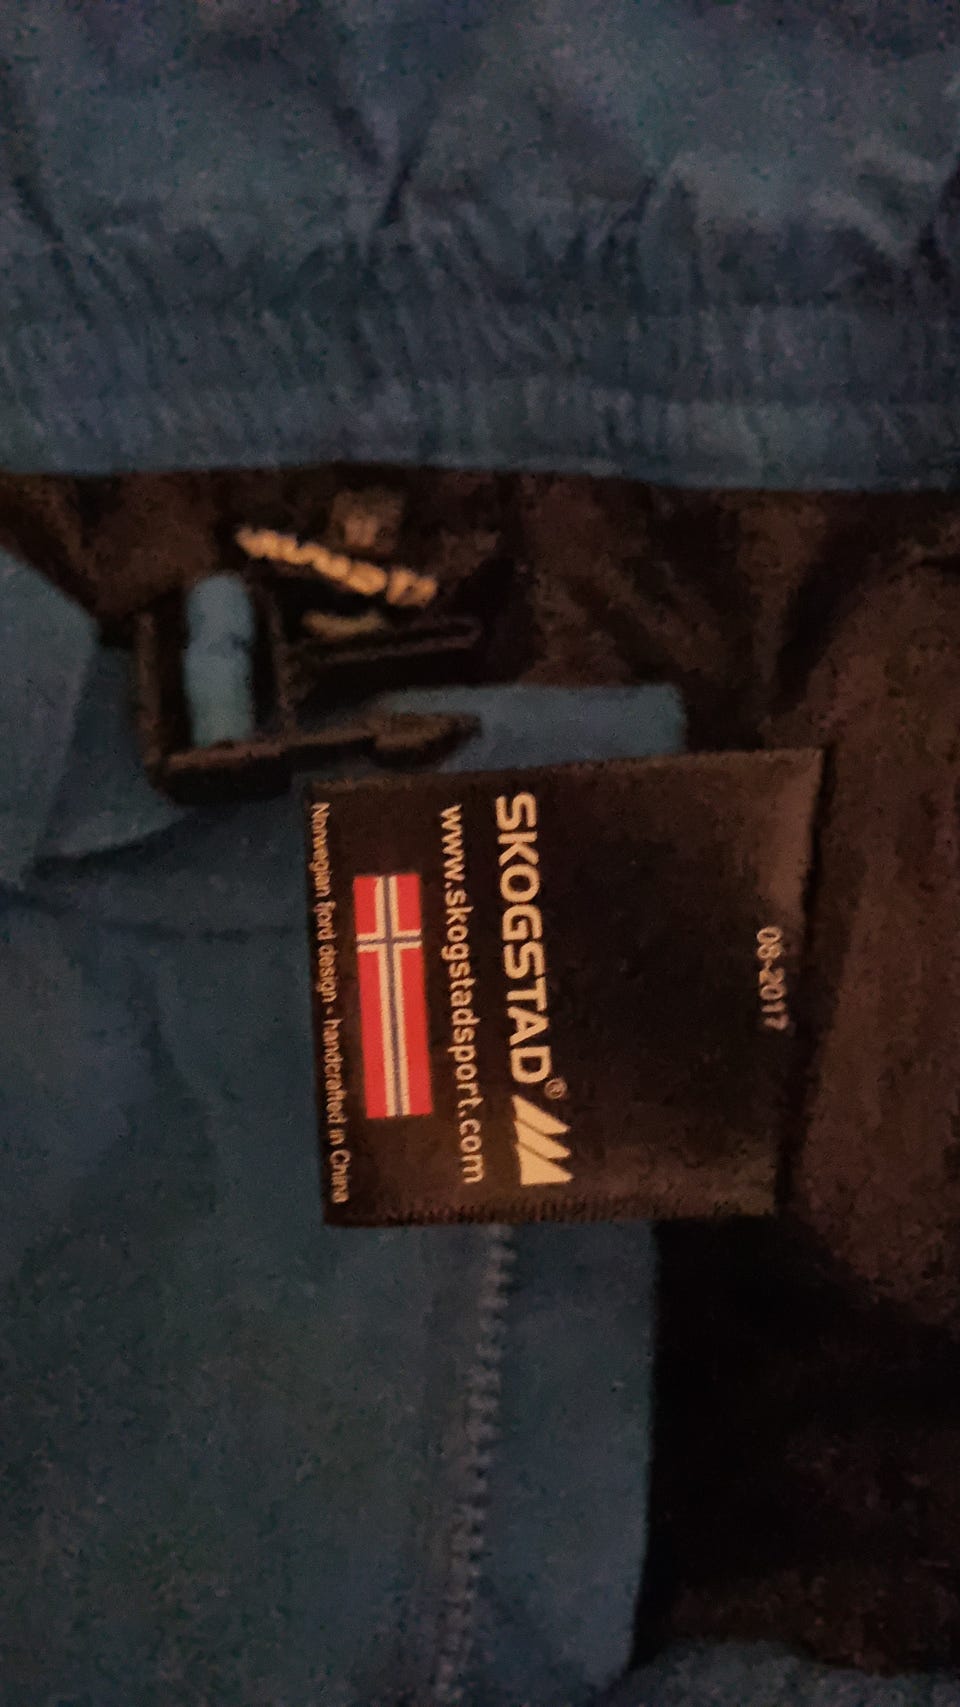 08-2017
SKOGSTAD®
www.skogstadsport.com
Norwegian fjord design - handcrafted in China